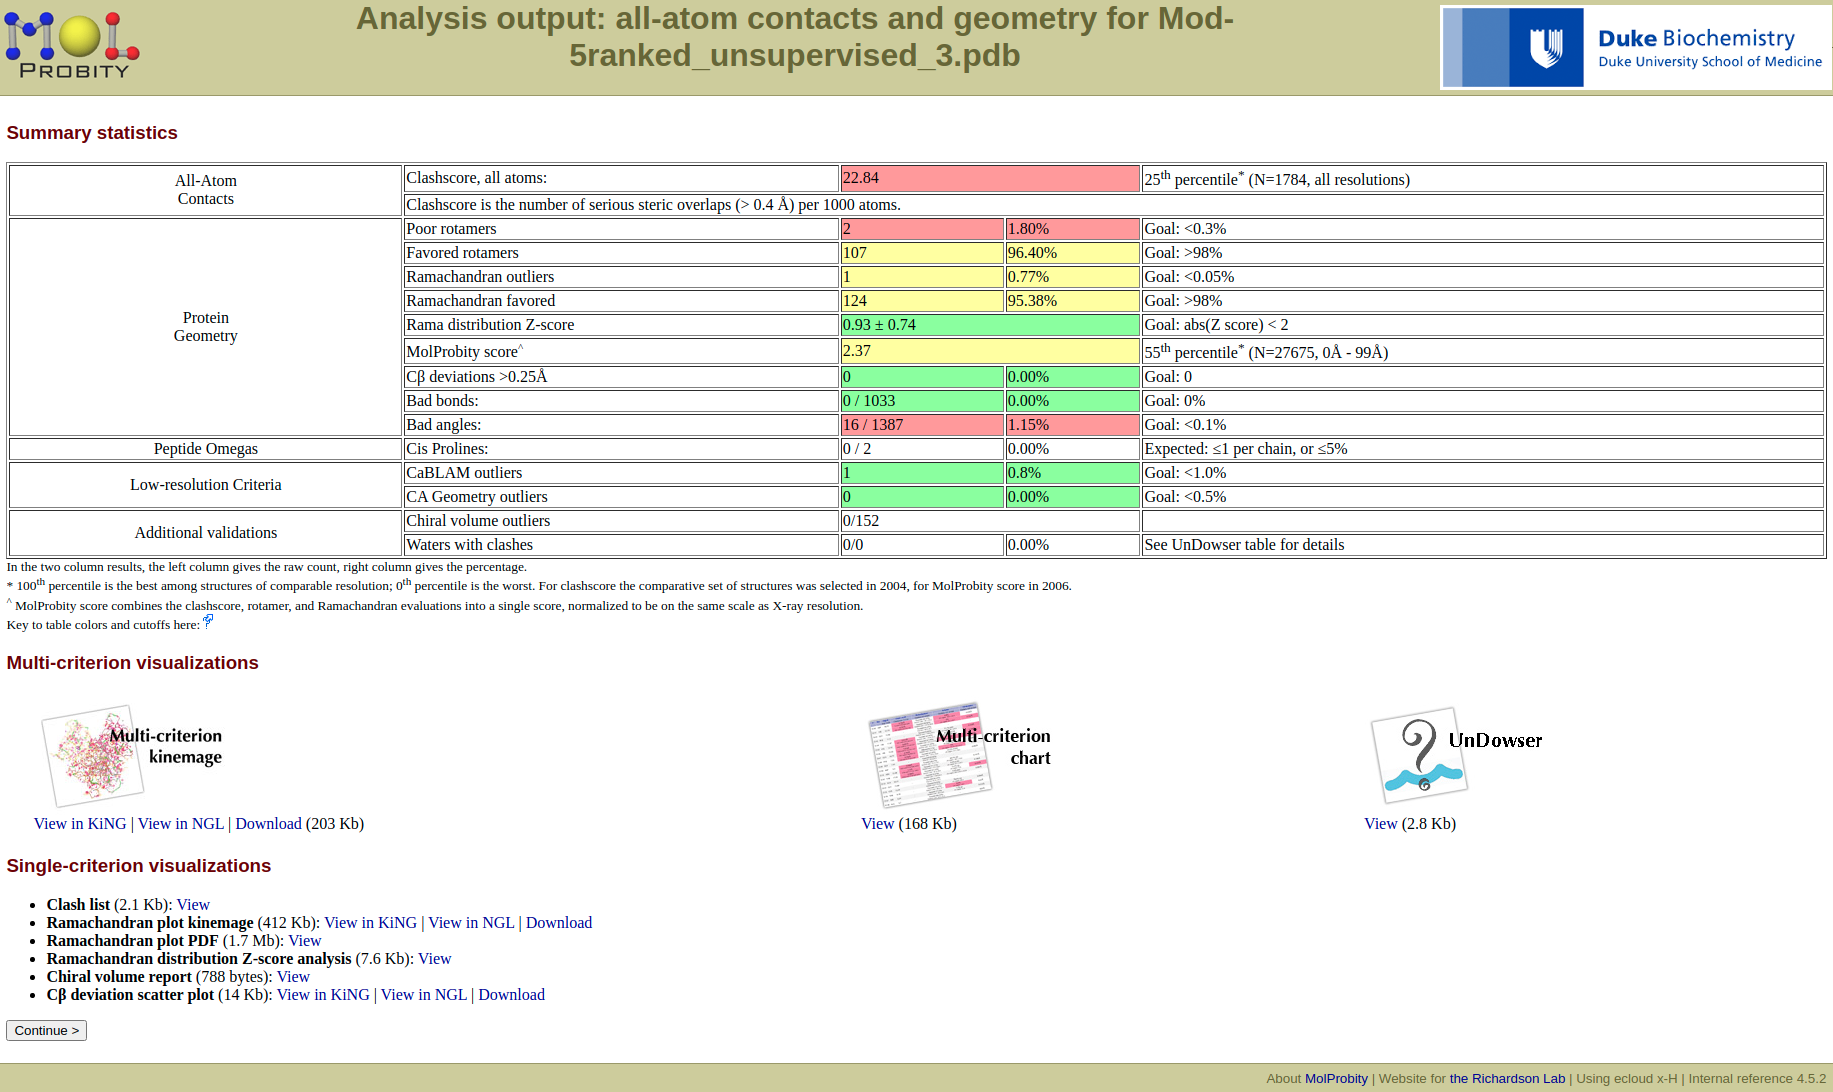 MOL
PROBITY
Analysis output: all-atom contacts and geometry for Mod-
5ranked_unsupervised_3.pdb
Duke Biochemistry
Duke University School of Medicine
Summary statistics
All-Atom
Contacts
Clashscore, all atoms: 22.84 25th percentile* (N=1784, all resolutions)
Clashscore is the number of serious steric overlaps (> 0.4 Å) per 1000 atoms.
Protein
Geometry
Poor rotamers 2 1.80% Goal: <0.3%
Favored rotamers 107 96.40% Goal: >98%
Ramachandran outliers 1 0.77% Goal: <0.05%
Ramachandran favored 124 95.38% Goal: >98%
Rama distribution Z-score 0.93 ± 0.74 Goal: abs(Z score) < 2
MolProbity score^ 2.37 55th percentile* (N=27675, 0Å - 99Å)
Cβ deviations >0.25Å 0 0.00% Goal: 0
Bad bonds: 0 / 1033 0.00% Goal: 0%
Bad angles: 16 / 1387 1.15% Goal: <0.1%
Peptide Omegas Cis Prolines: 0 / 2 0.00% Expected: ≤1 per chain, or ≤5%
Low-resolution Criteria
CaBLAM outliers 1 0.8% Goal: <1.0%
CA Geometry outliers 0 0.00% Goal: <0.5%
Additional validations
Chiral volume outliers 0/152
Waters with clashes 0/0 0.00% See UnDowser table for details
In the two column results, the left column gives the raw count, right column gives the percentage.
* 100th percentile is the best among structures of comparable resolution; 0th percentile is the worst. For clashscore the comparative set of structures was selected in 2004, for MolProbity score in 2006.
^ MolProbity score combines the clashscore, rotamer, and Ramachandran evaluations into a single score, normalized to be on the same scale as X-ray resolution.
Key to table colors and cutoffs here:
Multi-criterion visualizations
Multi-criterion
kinemage
Multi-criterion
chart
UnDowser
View in KiNG | View in NGL | Download (203 Kb)
View (168 Kb)
View (2.8 Kb)
Single-criterion visualizations
• Clash list (2.1 Kb): View
• Ramachandran plot kinemage (412 Kb): View in KiNG | View in NGL | Download
• Ramachandran plot PDF (1.7 Mb): View
• Ramachandran distribution Z-score analysis (7.6 Kb): View
• Chiral volume report (788 bytes): View
• Cβ deviation scatter plot (14 Kb): View in KiNG | View in NGL | Download
Continue >
About MolProbity | Website for the Richardson Lab | Using ecloud x-H | Internal reference 4.5.2